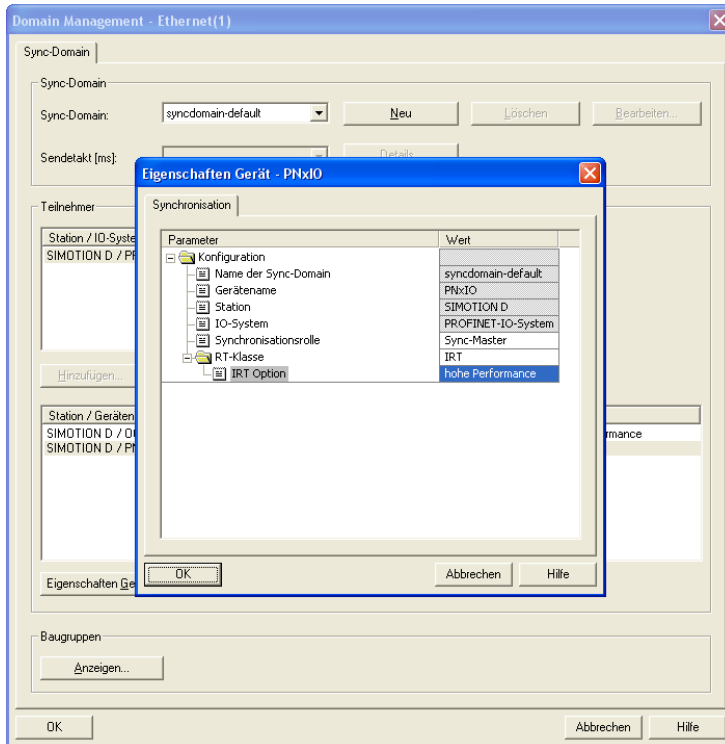 Domain Management - Ethernet(1)
Sync-Domain
Sync-Domain
Sync-Domain:
syncdomain-default
Neu
Löschen
Bearbeiten...
Sendetakt [ms]:
Details
Eigenschaften Gerät - PNxIO
Synchronisation
Parameter
Wert
Konfiguration
Name der Sync-Domain
syncdomain-default
Gerätename
PNxIO
Station
SIMOTION D
IO-System
PROFINET-IO-System
Synchronisationsrolle
Sync-Master
RT-Klasse
IRT
IRT Option
hohe Performance
OK
Abbrechen
Hilfe
Teilnehmer
Station / IO-Syste
SIMOTION D / PR
Hinzufügen...
Station / Geräten
SIMOTION D /
rmance
SIMOTION D / PN
Eigenschaften Ge
Baugruppen
Anzeigen...
OK
Abbrechen
Hilfe